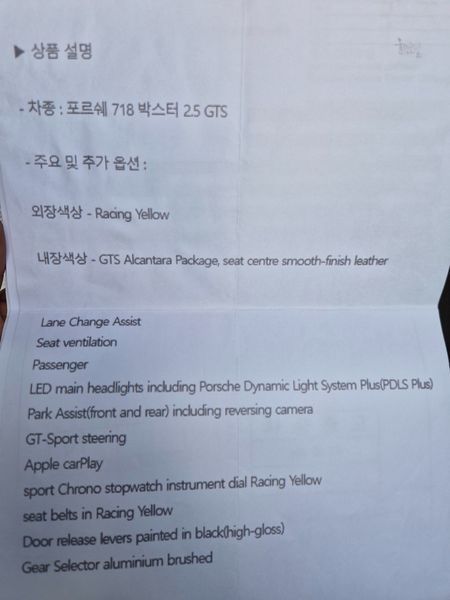 ▶ 상품 설명
- 차종 : 포르쉐 718 박스터 2.5 GTS
- 주요 및 추가 옵션 :
외장색상 - Racing Yellow
내장색상 - GTS Alcantara Package, seat centre smooth-finish leather
Lane Change Assist
Seat ventilation
Passenger
LED main headlights including Porsche Dynamic Light System Plus(PDLS Plus)
Park Assist(front and rear) including reversing camera
GT-Sport steering
Apple carPlay
sport Chrono stopwatch instrument dial Racing Yellow
seat belts in Racing Yellow
Door release levers painted in black(high-gloss)
Gear Selector aluminium brushed